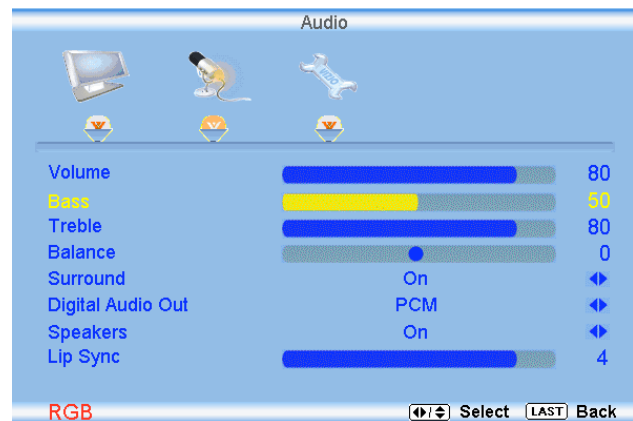 Audio
Volume 80
Bass 50
Treble 80
Balance 0
Surround On
Digital Audio Out PCM
Speakers On
Lip Sync 4
RGB Select LAST Back